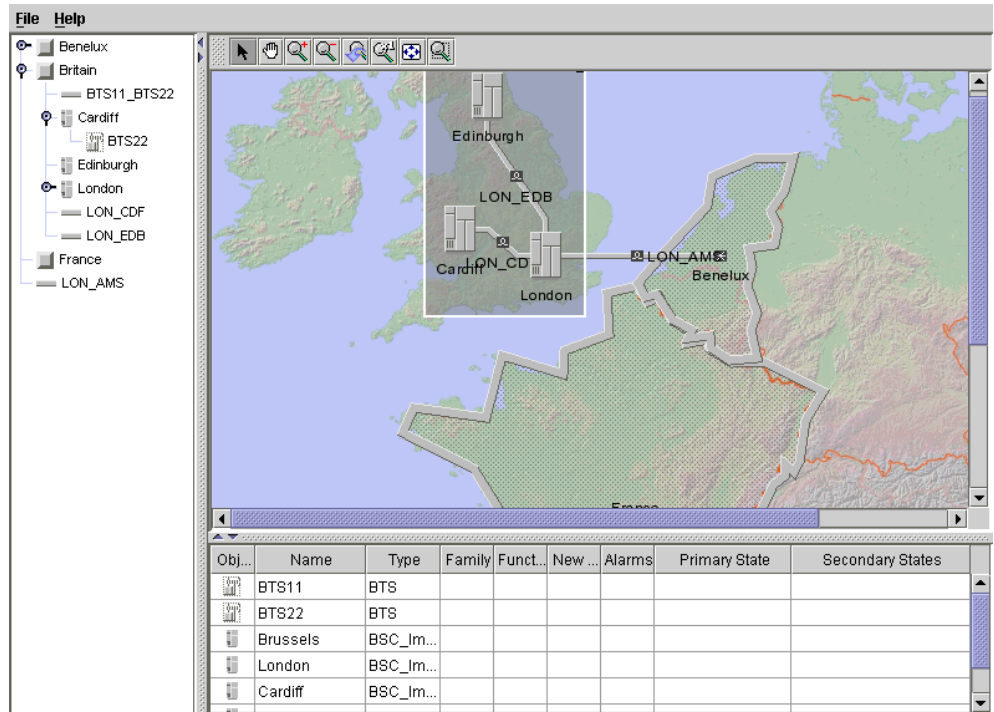 File Help
Benelux
Britain
BTS11_BTS22
Cardiff
BTS22
Edinburgh
London
LON_CDF
LON_EDB
France
LON_AMS
Edinburgh
LON_EDB
LON_CD
Cardiff
London
LON_AMS
Benelux
France
Obj... Name Type Family Funct... New ... Alarms Primary State Secondary States
BTS11 BTS
BTS22 BTS
Brussels BSC_Im...
London BSC_Im...
Cardiff BSC_Im...